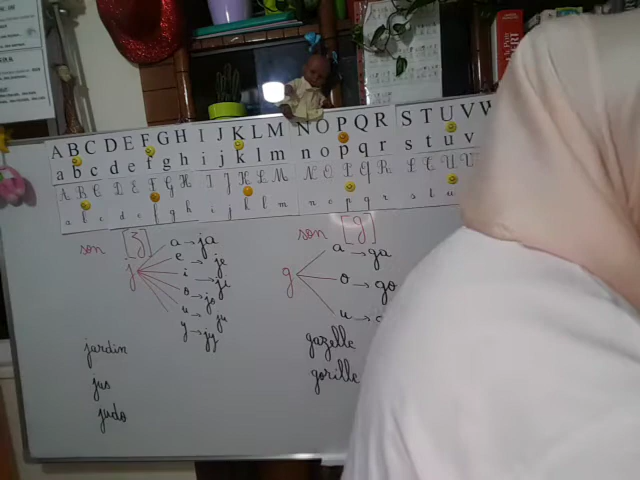 A B C D E F G H I J K L M N O P Q R S T U V W
a b c d e f g h i j k l m n o p q r s t u v
A B C D E F G H I J K L M N O P Q R S T U V
a b c d e f g h i j k l m n o p q r s t u
son [ʒ]
j
a → ja
e → je
i → ji
o → jo
u → ju
y → jy
jardin
jus
judo
son [g]
g
a → ga
o → go
u →
gazelle
gorille